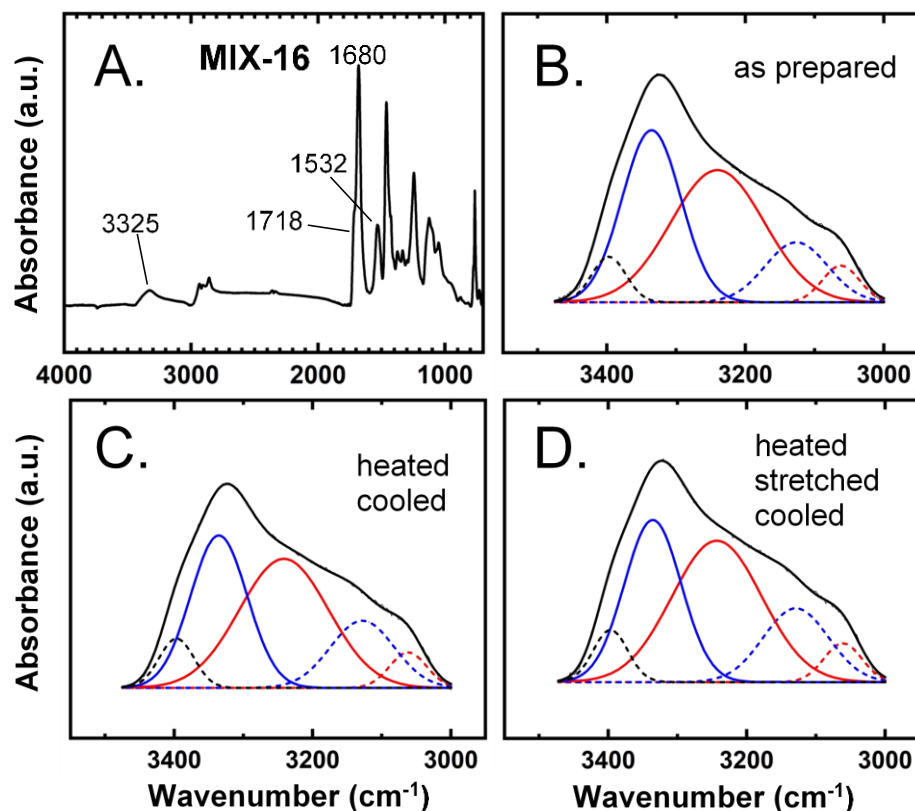 A.
MIX-16
1680
1532
3325
1718
Absorbance (a.u.)
4000 3000 2000 1000
B.
as prepared
3400 3200 3000
C.
heated
cooled
Absorbance (a.u.)
3400 3200 3000
Wavenumber (cm⁻¹)
D.
heated
stretched
cooled
3400 3200 3000
Wavenumber (cm⁻¹)